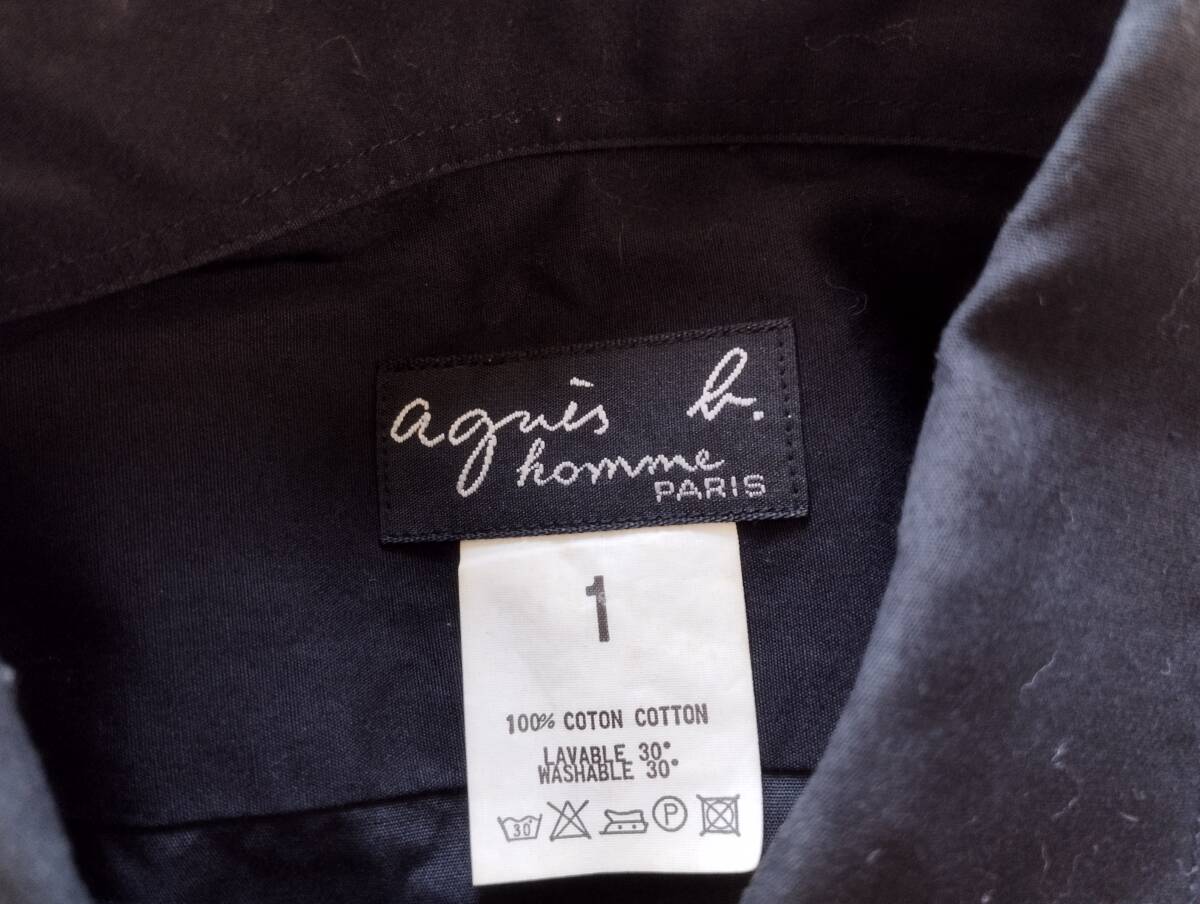 agnès b.
homme
PARIS
1
100% COTON COTTON
LAVABLE 30°
WASHABLE 30°
30 P